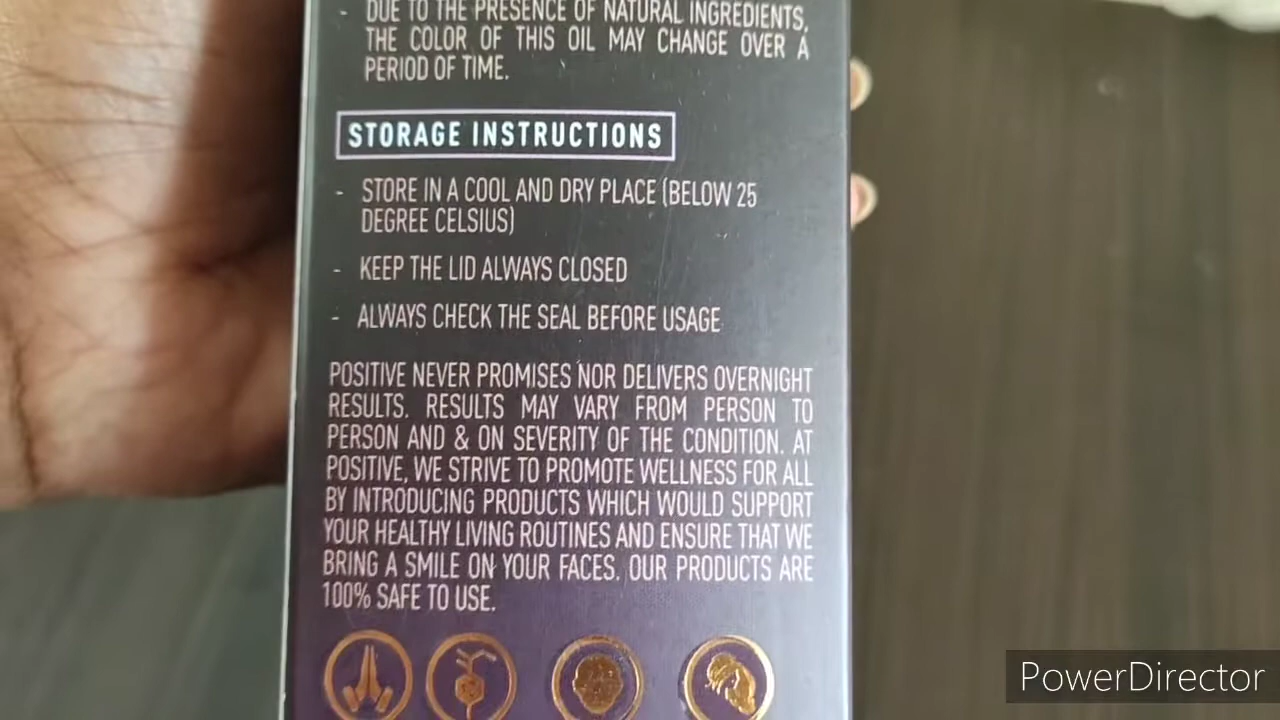 - DUE TO THE PRESENCE OF NATURAL INGREDIENTS,
THE COLOR OF THIS OIL MAY CHANGE OVER A
PERIOD OF TIME.
STORAGE INSTRUCTIONS
- STORE IN A COOL AND DRY PLACE (BELOW 25
DEGREE CELSIUS)
- KEEP THE LID ALWAYS CLOSED
- ALWAYS CHECK THE SEAL BEFORE USAGE
POSITIVE NEVER PROMISES NOR DELIVERS OVERNIGHT
RESULTS. RESULTS MAY VARY FROM PERSON TO
PERSON AND & ON SEVERITY OF THE CONDITION. AT
POSITIVE, WE STRIVE TO PROMOTE WELLNESS FOR ALL
BY INTRODUCING PRODUCTS WHICH WOULD SUPPORT
YOUR HEALTHY LIVING ROUTINES AND ENSURE THAT WE
BRING A SMILE ON YOUR FACES. OUR PRODUCTS ARE
100% SAFE TO USE.
PowerDirector